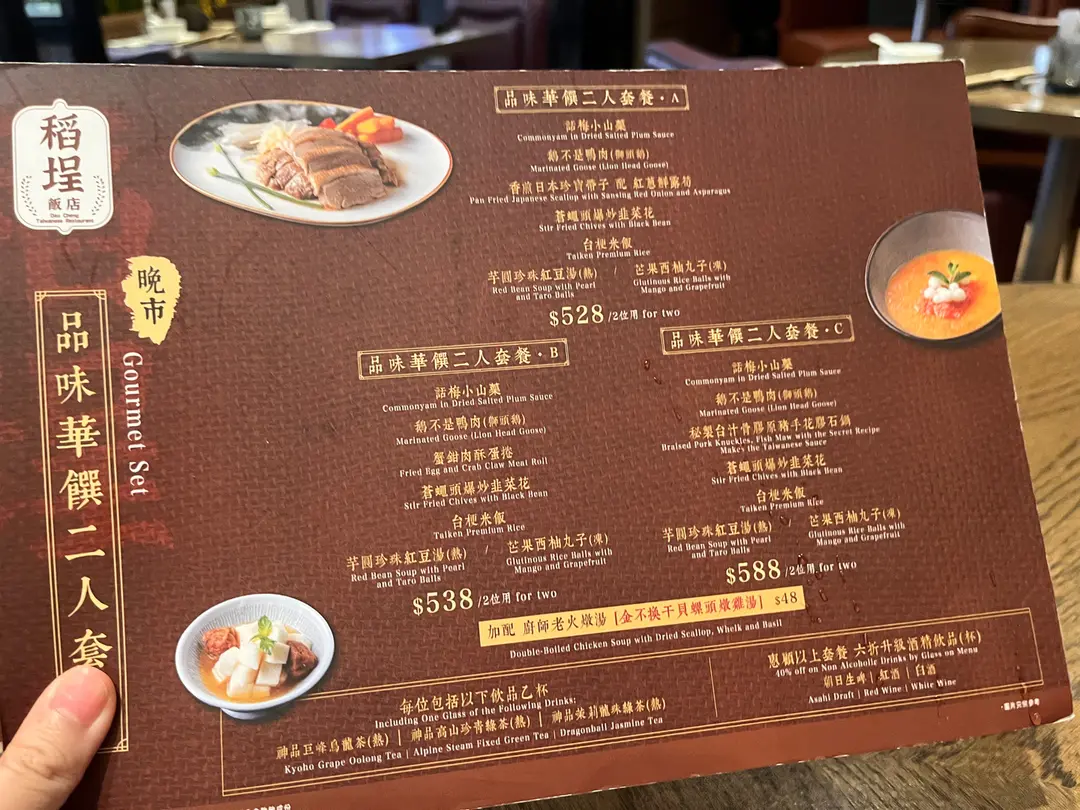 稻埕
飯店
Dao Cheng
Taiwanese Restaurant
晚市
品味華饌二人套
Gourmet Set
品味華饌二人套餐 · A
話梅小山藥
Commonyam in Dried Salted Plum Sauce
鵝不是鴨肉(獅頭鵝)
Marinated Goose (Lion Head Goose)
香煎日本珍寶帶子 配 紅蔥鮮露筍
Pan Fried Japanese Scallop with Sansing Red Onion and Asparagus
蒼蠅頭爆炒韭菜花
Stir Fried Chives with Black Bean
台梗米飯
Taiken Premium Rice
芋圓珍珠紅豆湯(熱) / 芒果西柚丸子(凍)
Red Bean Soup with Pearl and Taro Balls
Glutinous Rice Balls with Mango and Grapefruit
$528/2位用 for two
品味華饌二人套餐 · B
話梅小山藥
Commonyam in Dried Salted Plum Sauce
鵝不是鴨肉(獅頭鵝)
Marinated Goose (Lion Head Goose)
蟹鉗肉酥蛋捲
Fried Egg and Crab Claw Meat Roll
蒼蠅頭爆炒韭菜花
Stir Fried Chives with Black Bean
台梗米飯
Taiken Premium Rice
芋圓珍珠紅豆湯(熱) / 芒果西柚丸子(凍)
Red Bean Soup with Pearl and Taro Balls
Glutinous Rice Balls with Mango and Grapefruit
$538/2位用 for two
品味華饌二人套餐 · C
話梅小山藥
Commonyam in Dried Salted Plum Sauce
鵝不是鴨肉(獅頭鵝)
Marinated Goose (Lion Head Goose)
秘製台汁骨膠原豬手花膠石鍋
Braised Pork Knuckles, Fish Maw with the Secret Recipe
Makes the Taiwanese Sauce
蒼蠅頭爆炒韭菜花
Stir Fried Chives with Black Bean
台梗米飯
Taiken Premium Rice
芋圓珍珠紅豆湯(熱) / 芒果西柚丸子(凍)
Red Bean Soup with Pearl and Taro Balls
Glutinous Rice Balls with Mango and Grapefruit
$588/2位用 for two
加配 廚師老火燉湯 [金不換干貝螺頭燉雞湯] $48
Double-Boiled Chicken Soup with Dried Scallop, Whelk and Basil
每位包括以下飲品乙杯
Including One Glass of the Following Drinks:
神品巨峰烏龍茶(熱) | 神品高山珍青綠茶(熱) | 神品茉莉龍珠綠茶(熱)
Kyoho Grape Oolong Tea | Alpine Steam Fixed Green Tea | Dragonball Jasmine Tea
惠顧以上套餐 六折升級酒精飲品(杯)
40% off on Non Alcoholic Drinks by Glass on Menu
朝日生啤 | 紅酒 | 白酒
Asahi Draft | Red Wine | White Wine
*圖片只供參考